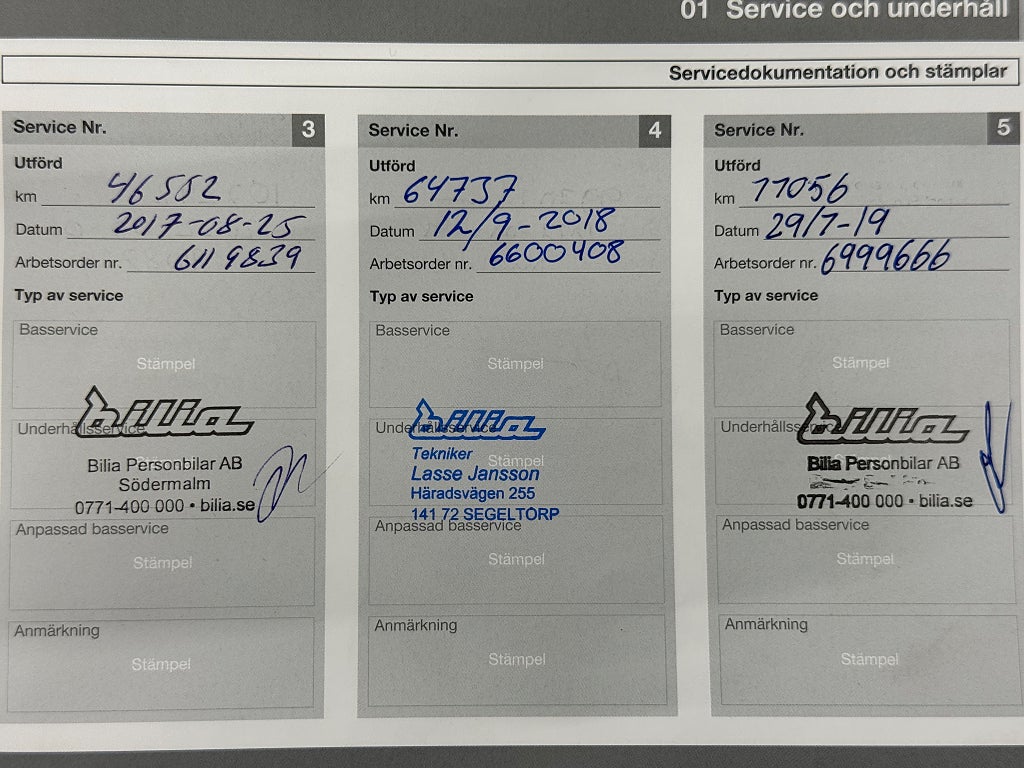 01 Service och underhåll
Servicedokumentation och stämplar
Service Nr. 3
Utförd
km 46502
Datum 2017-08-25
Arbetsorder nr. 6119839
Typ av service
Basservice
Stämpel
bilia
Underhållsservice
Bilia Personbilar AB
Södermalm
0771-400 000 • bilia.se
Anpassad basservice
Stämpel
Anmärkning
Stämpel
Service Nr. 4
Utförd
km 64737
Datum 12/9-2018
Arbetsorder nr. 6600408
Typ av service
Basservice
Stämpel
bilia
Underhållsservice
Stämpel
Tekniker
Lasse Jansson
Häradsvägen 255
141 72 SEGELTORP
Anpassad basservice
Stämpel
Anmärkning
Stämpel
Service Nr. 5
Utförd
km 77056
Datum 29/7-19
Arbetsorder nr. 6999666
Typ av service
Basservice
Stämpel
bilia
Underhållsservice
Stämpel
Bilia Personbilar AB
0771-400 000 • bilia.se
Anpassad basservice
Stämpel
Anmärkning
Stämpel